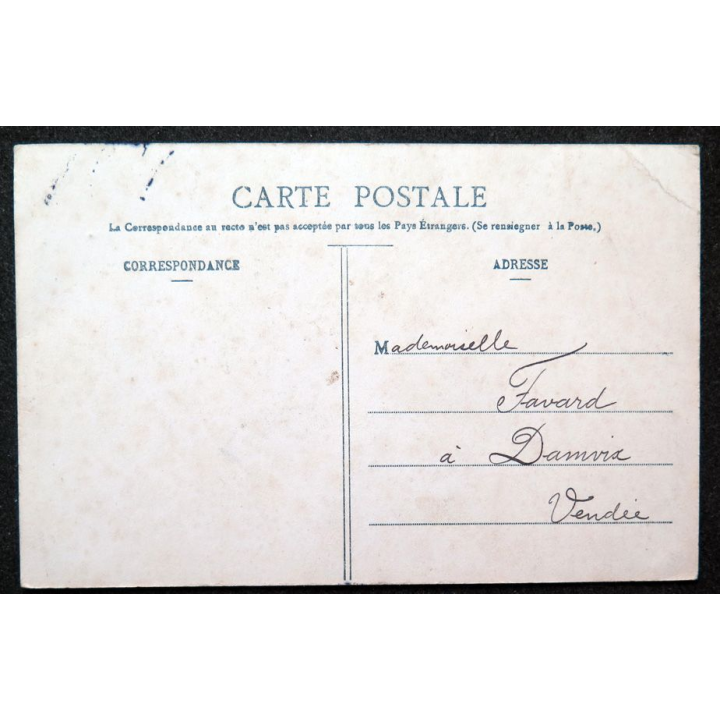 CARTE POSTALE
La Correspondance au recto n'est pas acceptée par tous les Pays Étrangers. (Se renseigner à la Poste.)
CORRESPONDANCE
ADRESSE
Mademoiselle
Favard
à Damvix
Vendée